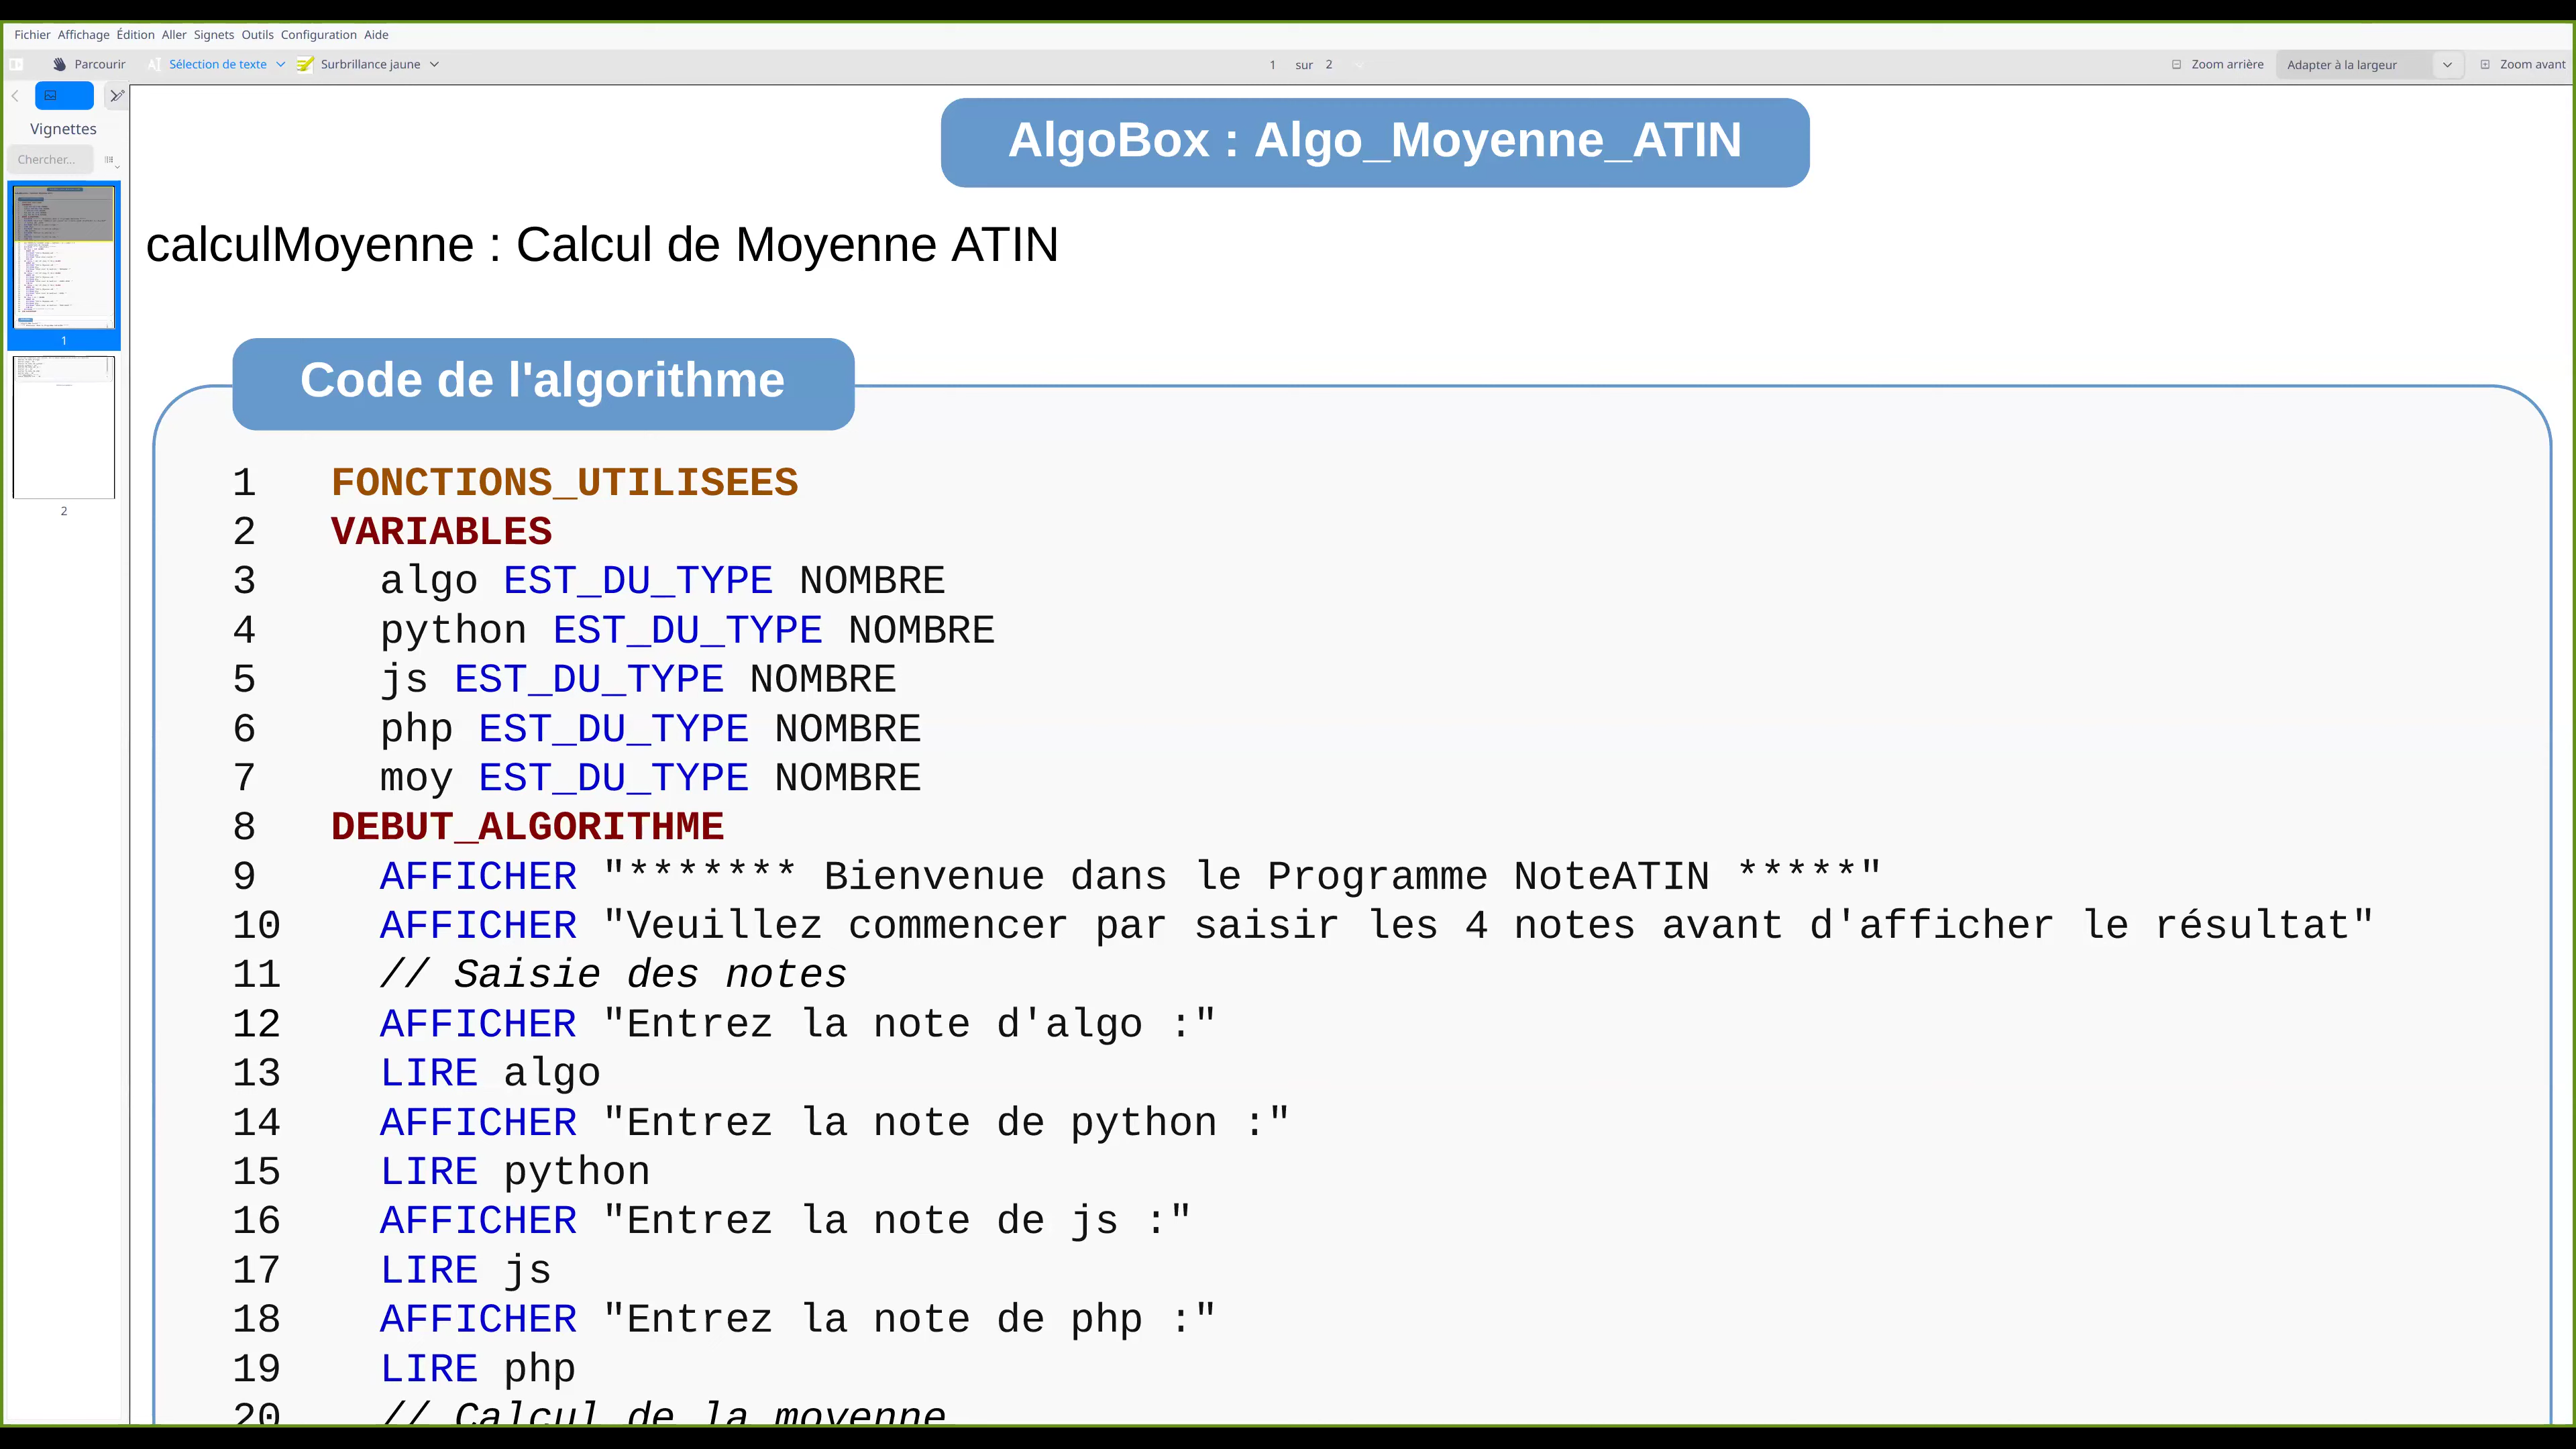 Fichier Affichage Édition Aller Signets Outils Configuration Aide
Parcourir Sélection de texte Surbrillance jaune 1 sur 2 Zoom arrière Adapter à la largeur Zoom avant
Vignettes
Chercher...
1
2
AlgoBox : Algo_Moyenne_ATIN
calculMoyenne : Calcul de Moyenne ATIN
Code de l'algorithme
1 FONCTIONS_UTILISEES
2 VARIABLES
3 algo EST_DU_TYPE NOMBRE
4 python EST_DU_TYPE NOMBRE
5 js EST_DU_TYPE NOMBRE
6 php EST_DU_TYPE NOMBRE
7 moy EST_DU_TYPE NOMBRE
8 DEBUT_ALGORITHME
9 AFFICHER "******* Bienvenue dans le Programme NoteATIN *****"
10 AFFICHER "Veuillez commencer par saisir les 4 notes avant d'afficher le résultat"
11 // Saisie des notes
12 AFFICHER "Entrez la note d'algo :"
13 LIRE algo
14 AFFICHER "Entrez la note de python :"
15 LIRE python
16 AFFICHER "Entrez la note de js :"
17 LIRE js
18 AFFICHER "Entrez la note de php :"
19 LIRE php
20 // Calcul de la moyenne